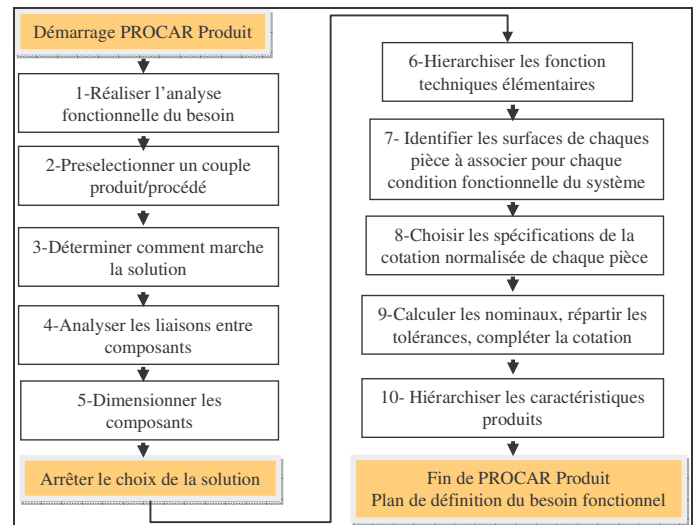 Démarrage PROCAR Produit
1-Réaliser l'analyse
fonctionnelle du besoin
2-Preselectionner un couple
produit/procédé
3-Déterminer comment marche
la solution
4-Analyser les liaisons entre
composants
5-Dimensionner les
composants
Arrêter le choix de la solution
6-Hierarchiser les fonction
techniques élémentaires
7- Identifier les surfaces de chaques
pièce à associer pour chaque
condition fonctionnelle du système
8-Choisir les spécifications de la
cotation normalisée de chaque pièce
9-Calculer les nominaux, répartir les
tolérances, compléter la cotation
10- Hiérarchiser les caractéristiques
produits
Fin de PROCAR Produit
Plan de définition du besoin fonctionnel